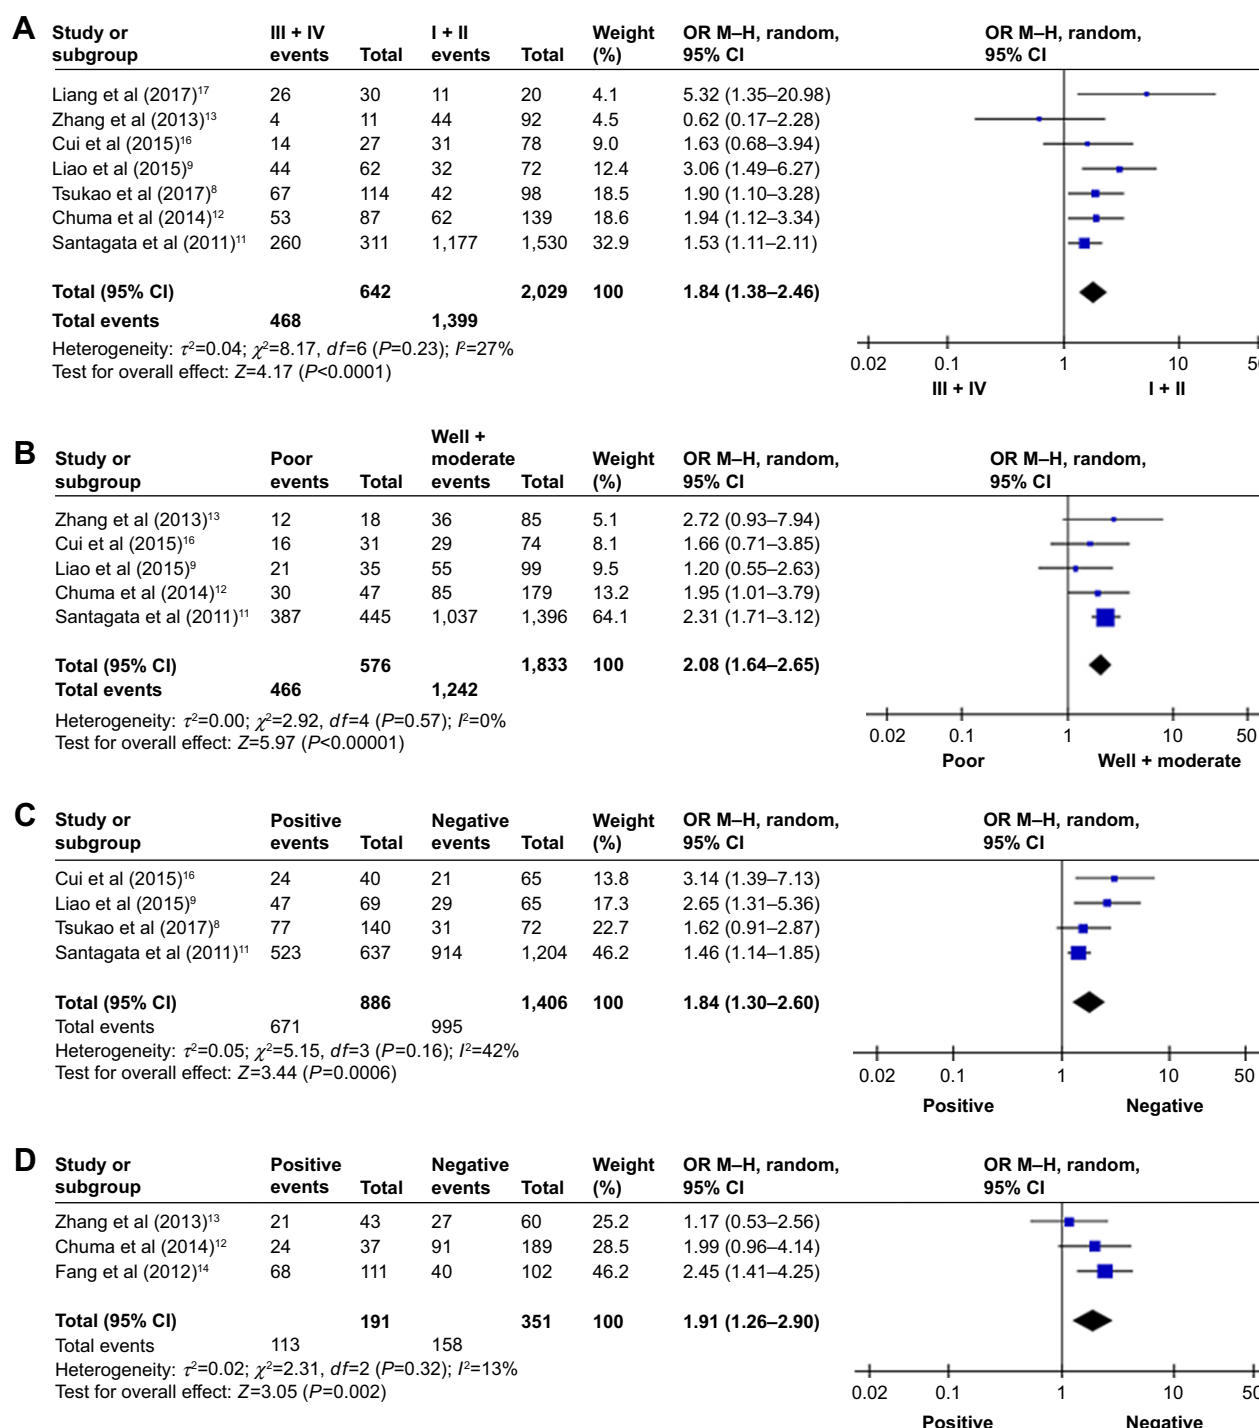 A Study or III + IV I + II Weight OR M–H, random, OR M–H, random,
subgroup events Total events Total (%) 95% CI 95% CI
Liang et al (2017)17 26 30 11 20 4.1 5.32 (1.35–20.98)
Zhang et al (2013)13 4 11 44 92 4.5 0.62 (0.17–2.28)
Cui et al (2015)16 14 27 31 78 9.0 1.63 (0.68–3.94)
Liao et al (2015)9 44 62 32 72 12.4 3.06 (1.49–6.27)
Tsukao et al (2017)8 67 114 42 98 18.5 1.90 (1.10–3.28)
Chuma et al (2014)12 53 87 62 139 18.6 1.94 (1.12–3.34)
Santagata et al (2011)11 260 311 1,177 1,530 32.9 1.53 (1.11–2.11)
Total (95% CI) 642 2,029 100 1.84 (1.38–2.46)
Total events 468 1,399
Heterogeneity: τ2=0.04; χ2=8.17, df=6 (P=0.23); I2=27%
Test for overall effect: Z=4.17 (P<0.0001)
0.02 0.1 1 10
III + IV I + II
Well +
B Study or Poor moderate Weight OR M–H, random, OR M–H, random,
subgroup events Total events Total (%) 95% CI 95% CI
Zhang et al (2013)13 12 18 36 85 5.1 2.72 (0.93–7.94)
Cui et al (2015)16 16 31 29 74 8.1 1.66 (0.71–3.85)
Liao et al (2015)9 21 35 55 99 9.5 1.20 (0.55–2.63)
Chuma et al (2014)12 30 47 85 179 13.2 1.95 (1.01–3.79)
Santagata et al (2011)11 387 445 1,037 1,396 64.1 2.31 (1.71–3.12)
Total (95% CI) 576 1,833 100 2.08 (1.64–2.65)
Total events 466 1,242
Heterogeneity: τ2=0.00; χ2=2.92, df=4 (P=0.57); I2=0%
Test for overall effect: Z=5.97 (P<0.00001)
0.02 0.1 1 10 50
Poor Well + moderate
C Study or Positive Negative Weight OR M–H, random, OR M–H, random,
subgroup events Total events Total (%) 95% CI 95% CI
Cui et al (2015)16 24 40 21 65 13.8 3.14 (1.39–7.13)
Liao et al (2015)9 47 69 29 65 17.3 2.65 (1.31–5.36)
Tsukao et al (2017)8 77 140 31 72 22.7 1.62 (0.91–2.87)
Santagata et al (2011)11 523 637 914 1,204 46.2 1.46 (1.14–1.85)
Total (95% CI) 886 1,406 100 1.84 (1.30–2.60)
Total events 671 995
Heterogeneity: τ2=0.05; χ2=5.15, df=3 (P=0.16); I2=42%
Test for overall effect: Z=3.44 (P=0.0006)
0.02 0.1 1 10 50
Positive Negative
D Study or Positive Negative Weight OR M–H, random, OR M–H, random,
subgroup events Total events Total (%) 95% CI 95% CI
Zhang et al (2013)13 21 43 27 60 25.2 1.17 (0.53–2.56)
Chuma et al (2014)12 24 37 91 189 28.5 1.99 (0.96–4.14)
Fang et al (2012)14 68 111 40 102 46.2 2.45 (1.41–4.25)
Total (95% CI) 191 351 100 1.91 (1.26–2.90)
Total events 113 158
Heterogeneity: τ2=0.02; χ2=2.31, df=2 (P=0.32); I2=13%
Test for overall effect: Z=3.05 (P=0.002)
0.02 0.1 1 10
Positive Negative